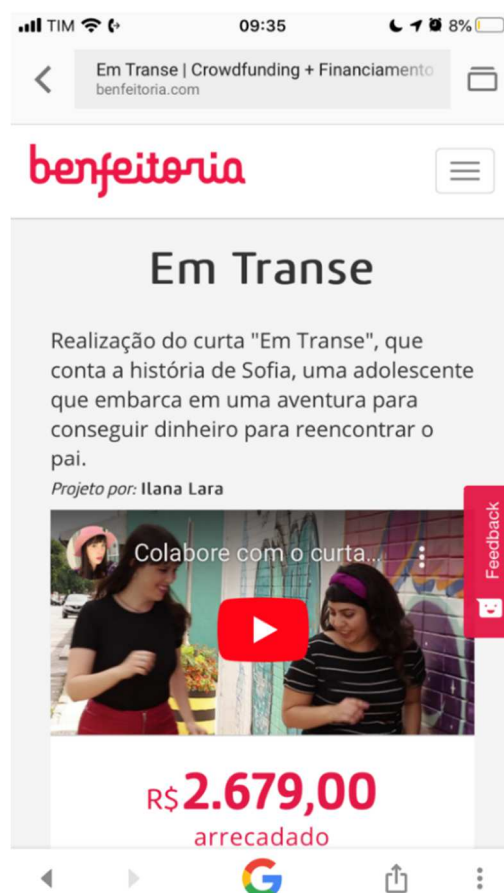 TIM 09:35 8%
Em Transe | Crowdfunding + Financiamento
benfeitoria.com
benfeitoria
Em Transe
Realização do curta "Em Transe", que
conta a história de Sofia, uma adolescente
que embarca em uma aventura para
conseguir dinheiro para reencontrar o
pai.
Projeto por: Ilana Lara
Feedback
Colabore com o curta...
R$ 2.679,00
arrecadado